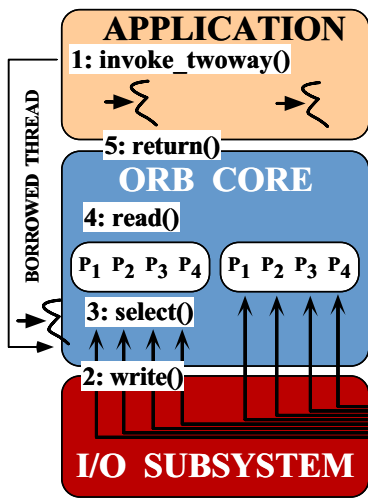 APPLICATION
1: invoke_twoway()
5: return()
BORROWED THREAD
ORB CORE
4: read()
P1 P2 P3 P4
P1 P2 P3 P4
3: select()
2: write()
I/O SUBSYSTEM